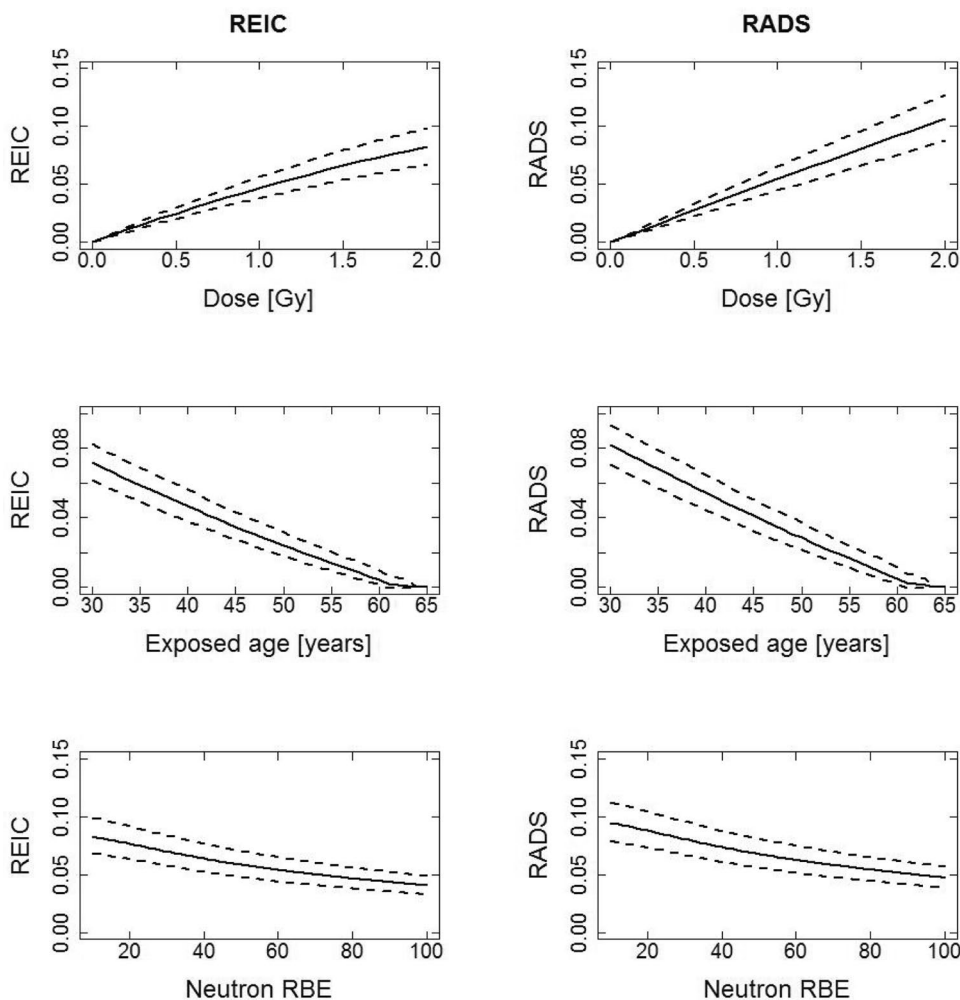 REIC RADS
REIC
0.15
0.10
0.05
0.00
0.0 0.5 1.0 1.5 2.0
Dose [Gy]
RADS
0.15
0.10
0.05
0.00
0.0 0.5 1.0 1.5 2.0
Dose [Gy]
REIC
0.08
0.04
0.00
30 35 40 45 50 55 60 65
Exposed age [years]
RADS
0.08
0.04
0.00
30 35 40 45 50 55 60 65
Exposed age [years]
REIC
0.15
0.10
0.05
0.00
20 40 60 80 100
Neutron RBE
RADS
0.15
0.10
0.05
0.00
20 40 60 80 100
Neutron RBE